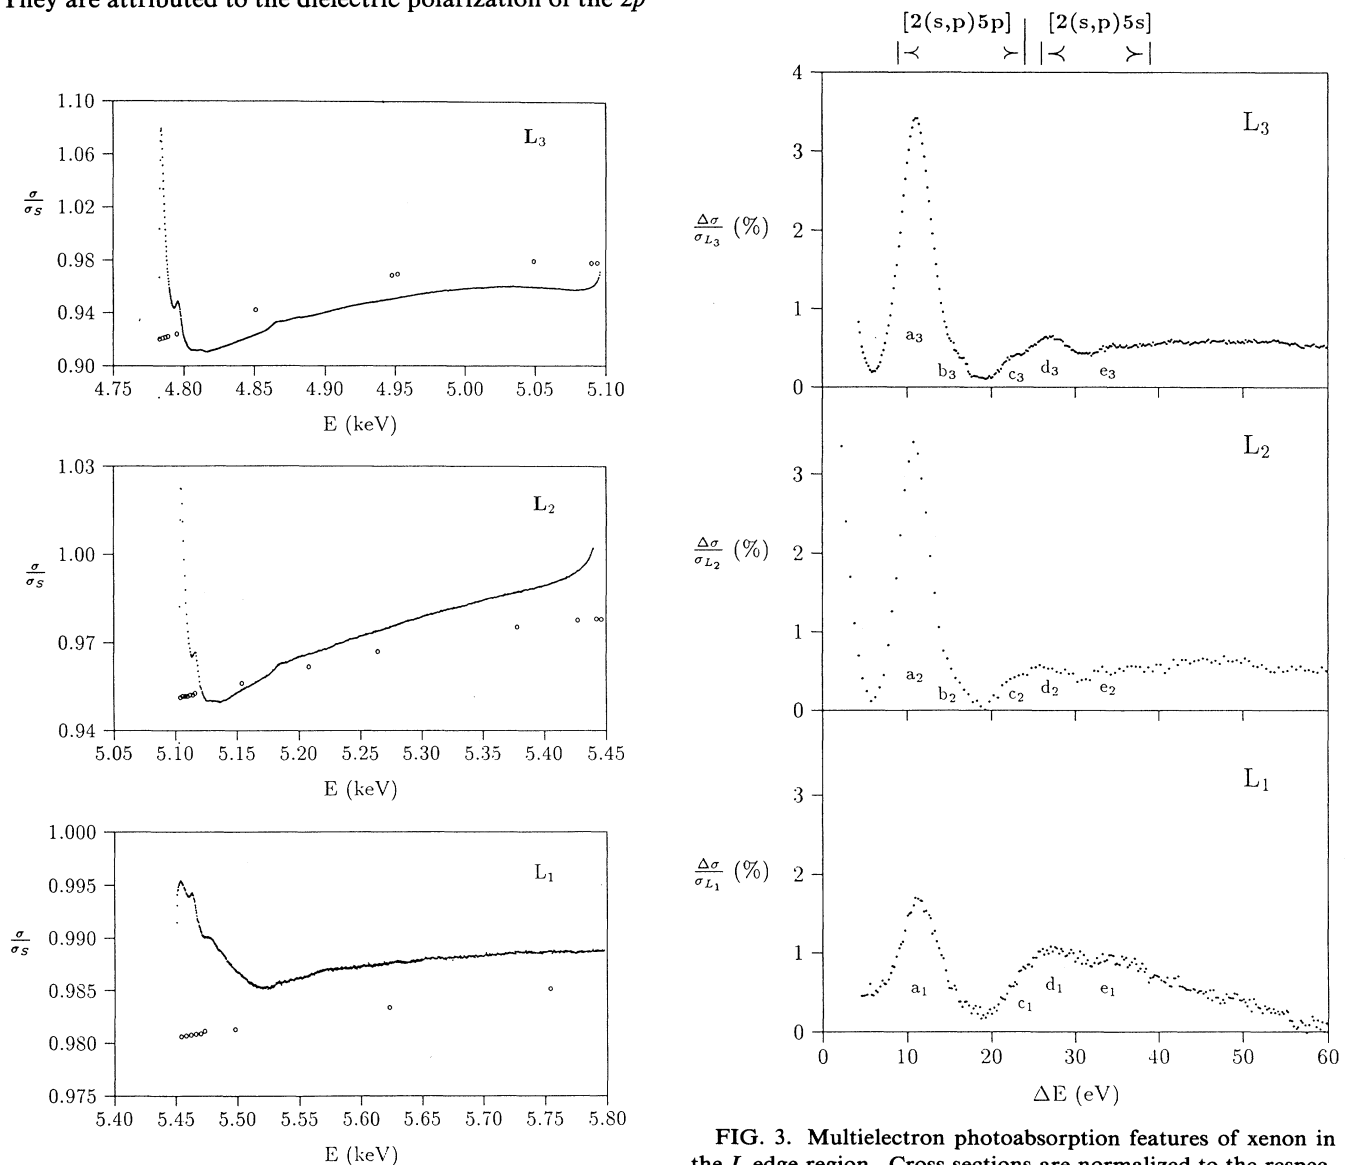 They are attributed to the dielectric polarization of the 2p
1.10
1.06
1.02
0.98
0.94
0.90
σ/σS
L3
4.75 4.80 4.85 4.90 4.95 5.00 5.05 5.10
E (keV)
1.03
1.00
0.97
0.94
σ/σS
L2
5.05 5.10 5.15 5.20 5.25 5.30 5.35 5.40 5.45
E (keV)
1.000
0.995
0.990
0.985
0.980
0.975
σ/σS
L1
5.40 5.45 5.50 5.55 5.60 5.65 5.70 5.75 5.80
E (keV)
[2(s,p)5p] [2(s,p)5s]
4
3
2
1
0
Δσ/σL3 (%)
L3
a3 b3 c3 d3 e3
3
2
1
0
Δσ/σL2 (%)
L2
a2 b2 c2 d2 e2
3
2
1
0
Δσ/σL1 (%)
L1
a1 c1 d1 e1
0 10 20 30 40 50 60
ΔE (eV)
FIG. 3. Multielectron photoabsorption features of xenon in
the L edge region. Cross sections are normalized to the respec-